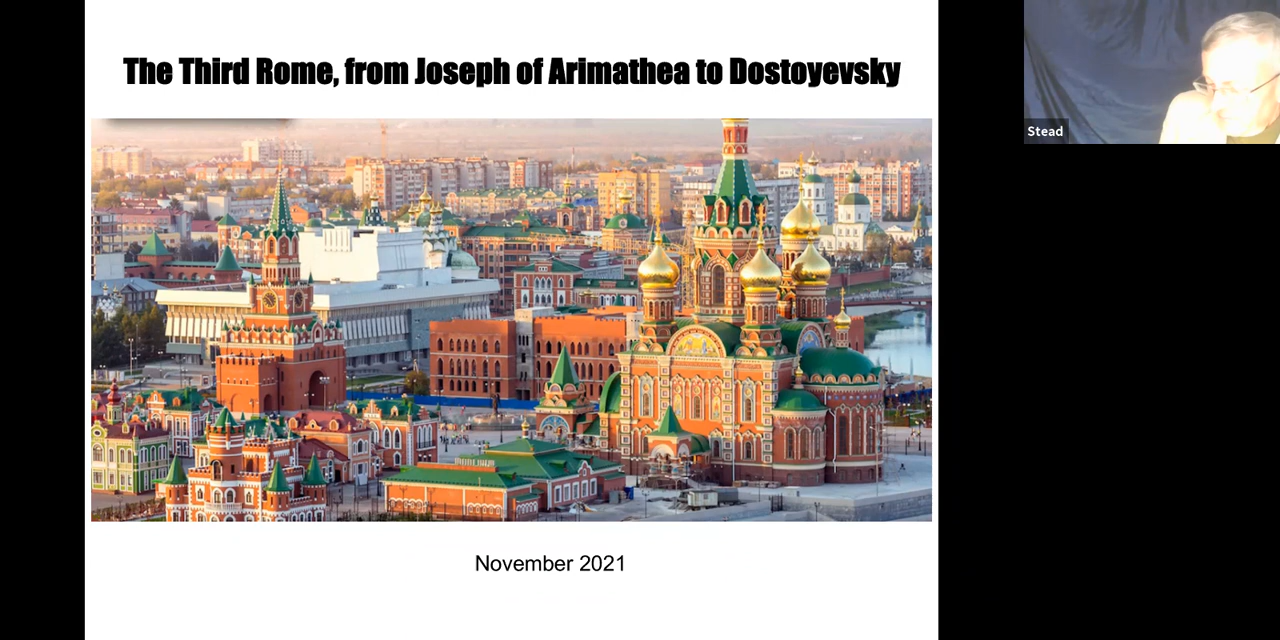 The Third Rome, from Joseph of Arimathea to Dostoyevsky
Stead
November 2021